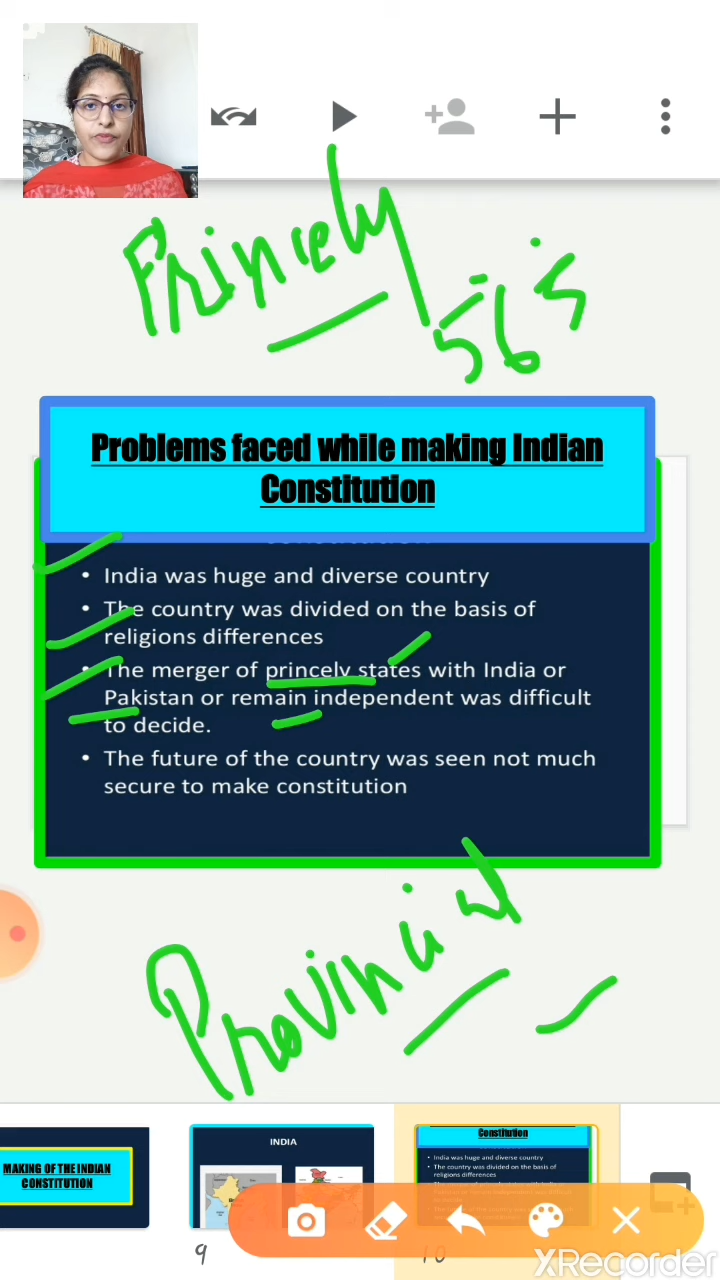 Princely
565
Problems faced while making Indian
Constitution
• India was huge and diverse country
• The country was divided on the basis of
religions differences
• The merger of princely states with India or
Pakistan or remain independent was difficult
to decide.
• The future of the country was seen not much
secure to make constitution
Provincial
MAKING OF THE INDIAN
CONSTITUTION
INDIA
Constitution
• India was huge and diverse country
• The country was divided on the basis of
religions differences
9
10
XRecorder